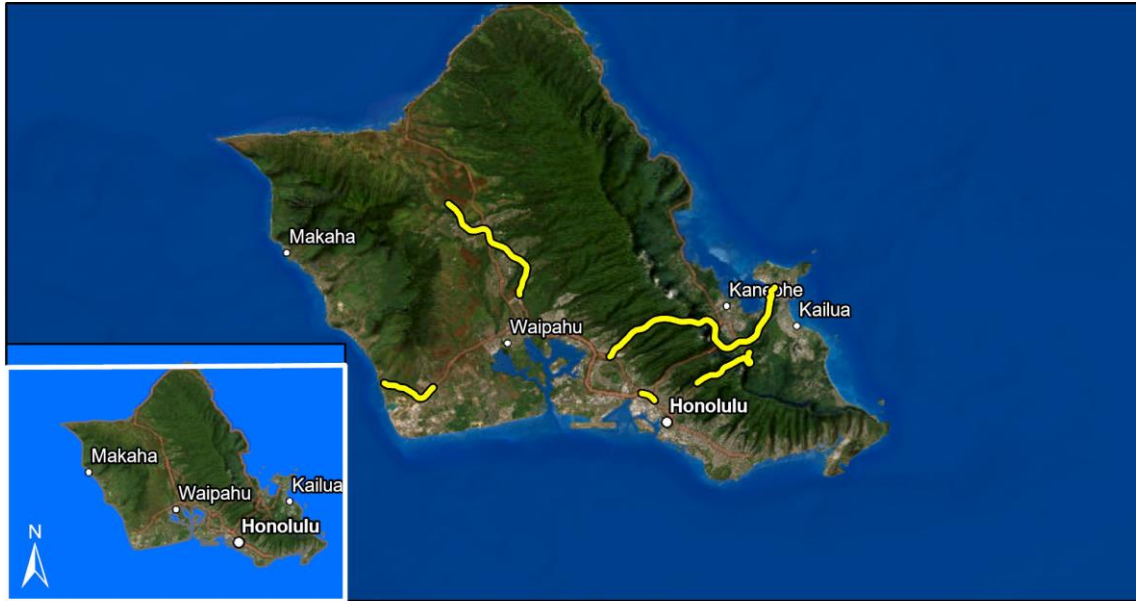 Makaha
Kaneohe
Kailua
Waipahu
Honolulu
Makaha
Waipahu
Kailua
Honolulu
N